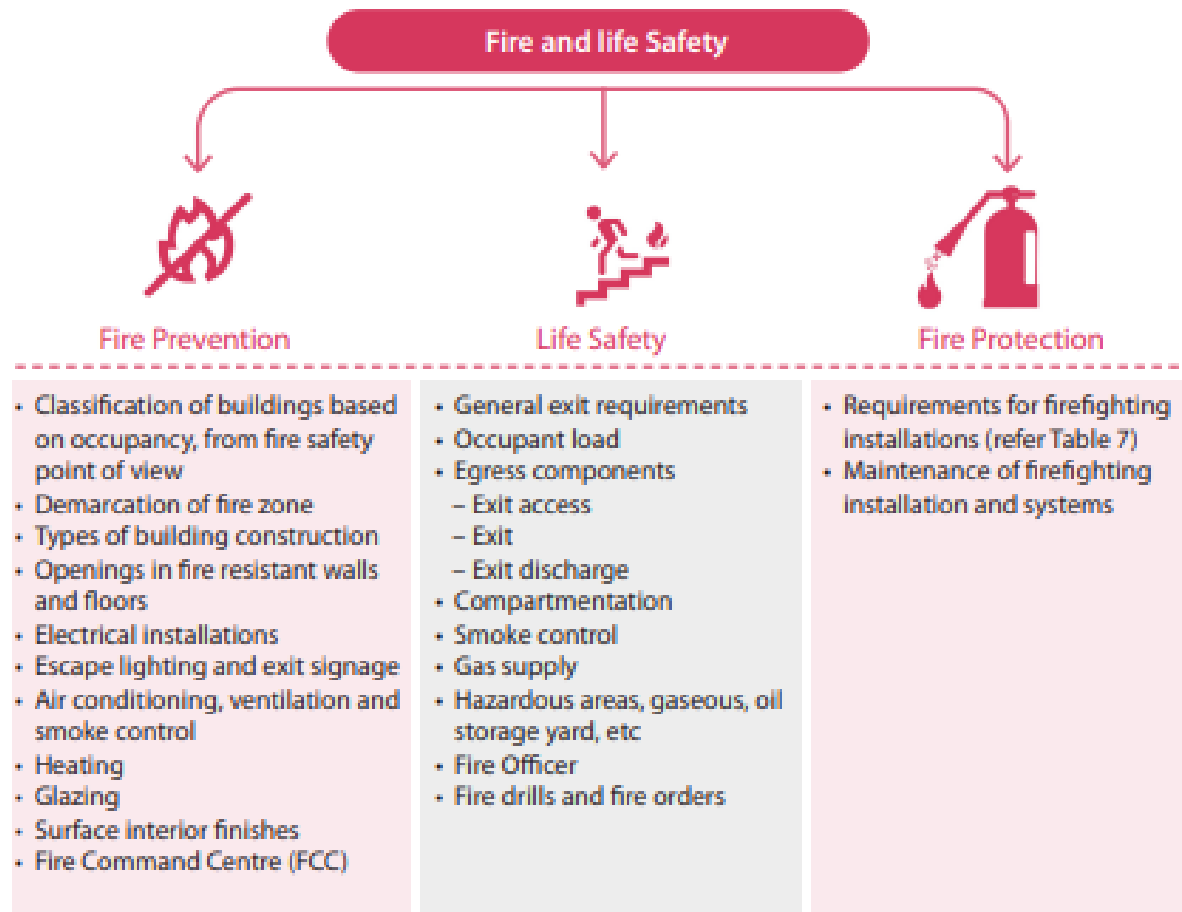 Fire and life Safety
Fire Prevention
• Classification of buildings based
on occupancy, from fire safety
point of view
• Demarcation of fire zone
• Types of building construction
• Openings in fire resistant walls
and floors
• Electrical installations
• Escape lighting and exit signage
• Air conditioning, ventilation and
smoke control
• Heating
• Glazing
• Surface interior finishes
• Fire Command Centre (FCC)
Life Safety
• General exit requirements
• Occupant load
• Egress components
– Exit access
– Exit
– Exit discharge
• Compartmentation
• Smoke control
• Gas supply
• Hazardous areas, gaseous, oil
storage yard, etc
• Fire Officer
• Fire drills and fire orders
Fire Protection
• Requirements for firefighting
installations (refer Table 7)
• Maintenance of firefighting
installation and systems